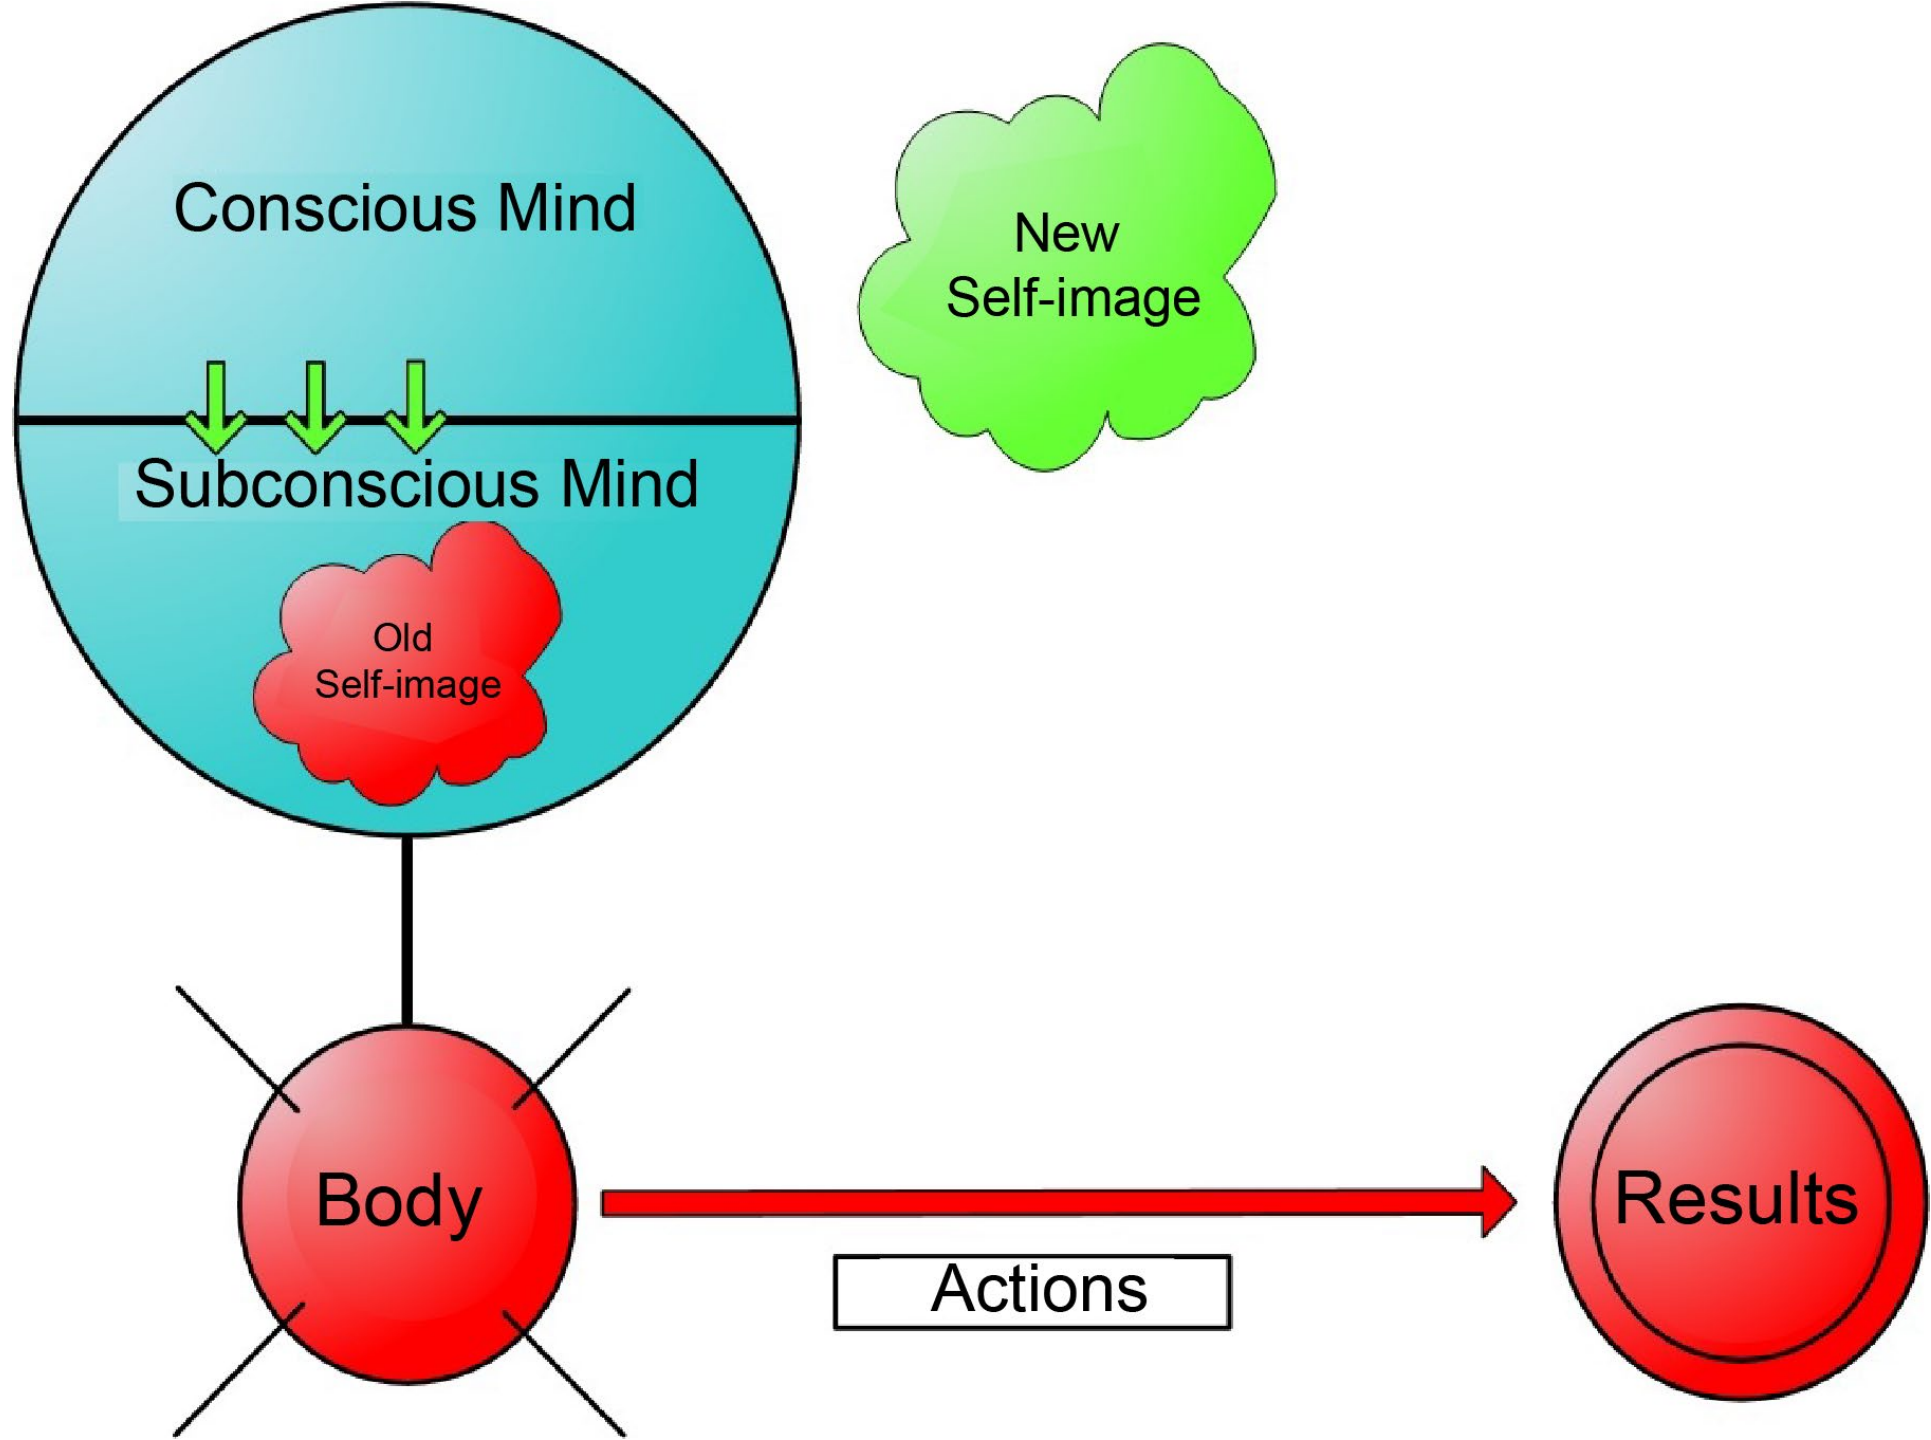 Conscious Mind
New
Self-image
Subconscious Mind
Old
Self-image
Body
Results
Actions